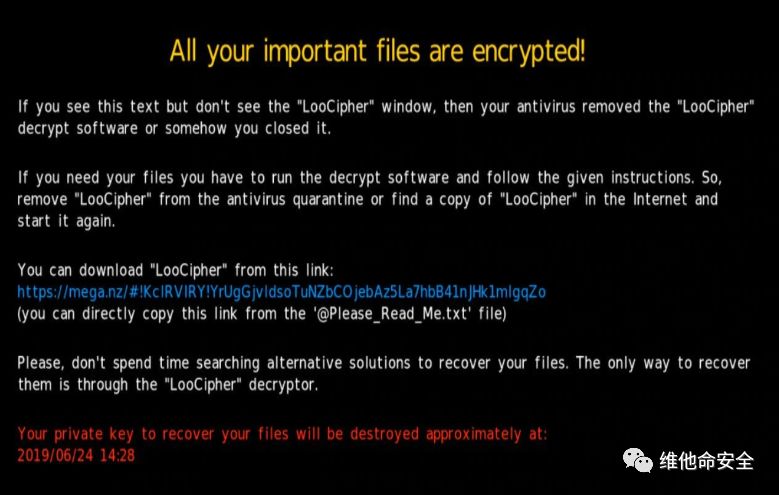 All your important files are encrypted!
If you see this text but don't see the "LooCipher" window, then your antivirus removed the "LooCipher"
decrypt software or somehow you closed it.
If you need your files you have to run the decrypt software and follow the given instructions. So,
remove "LooCipher" from the antivirus quarantine or find a copy of "LooCipher" in the Internet and
start it again.
You can download "LooCipher" from this link:
(you can directly copy this link from the '@Please_Read_Me.txt' file)
Please, don't spend time searching alternative solutions to recover your files. The only way to recover
them is through the "LooCipher" decryptor.
Your private key to recover your files will be destroyed approximately at:
2019/06/24 14:28
维他命安全